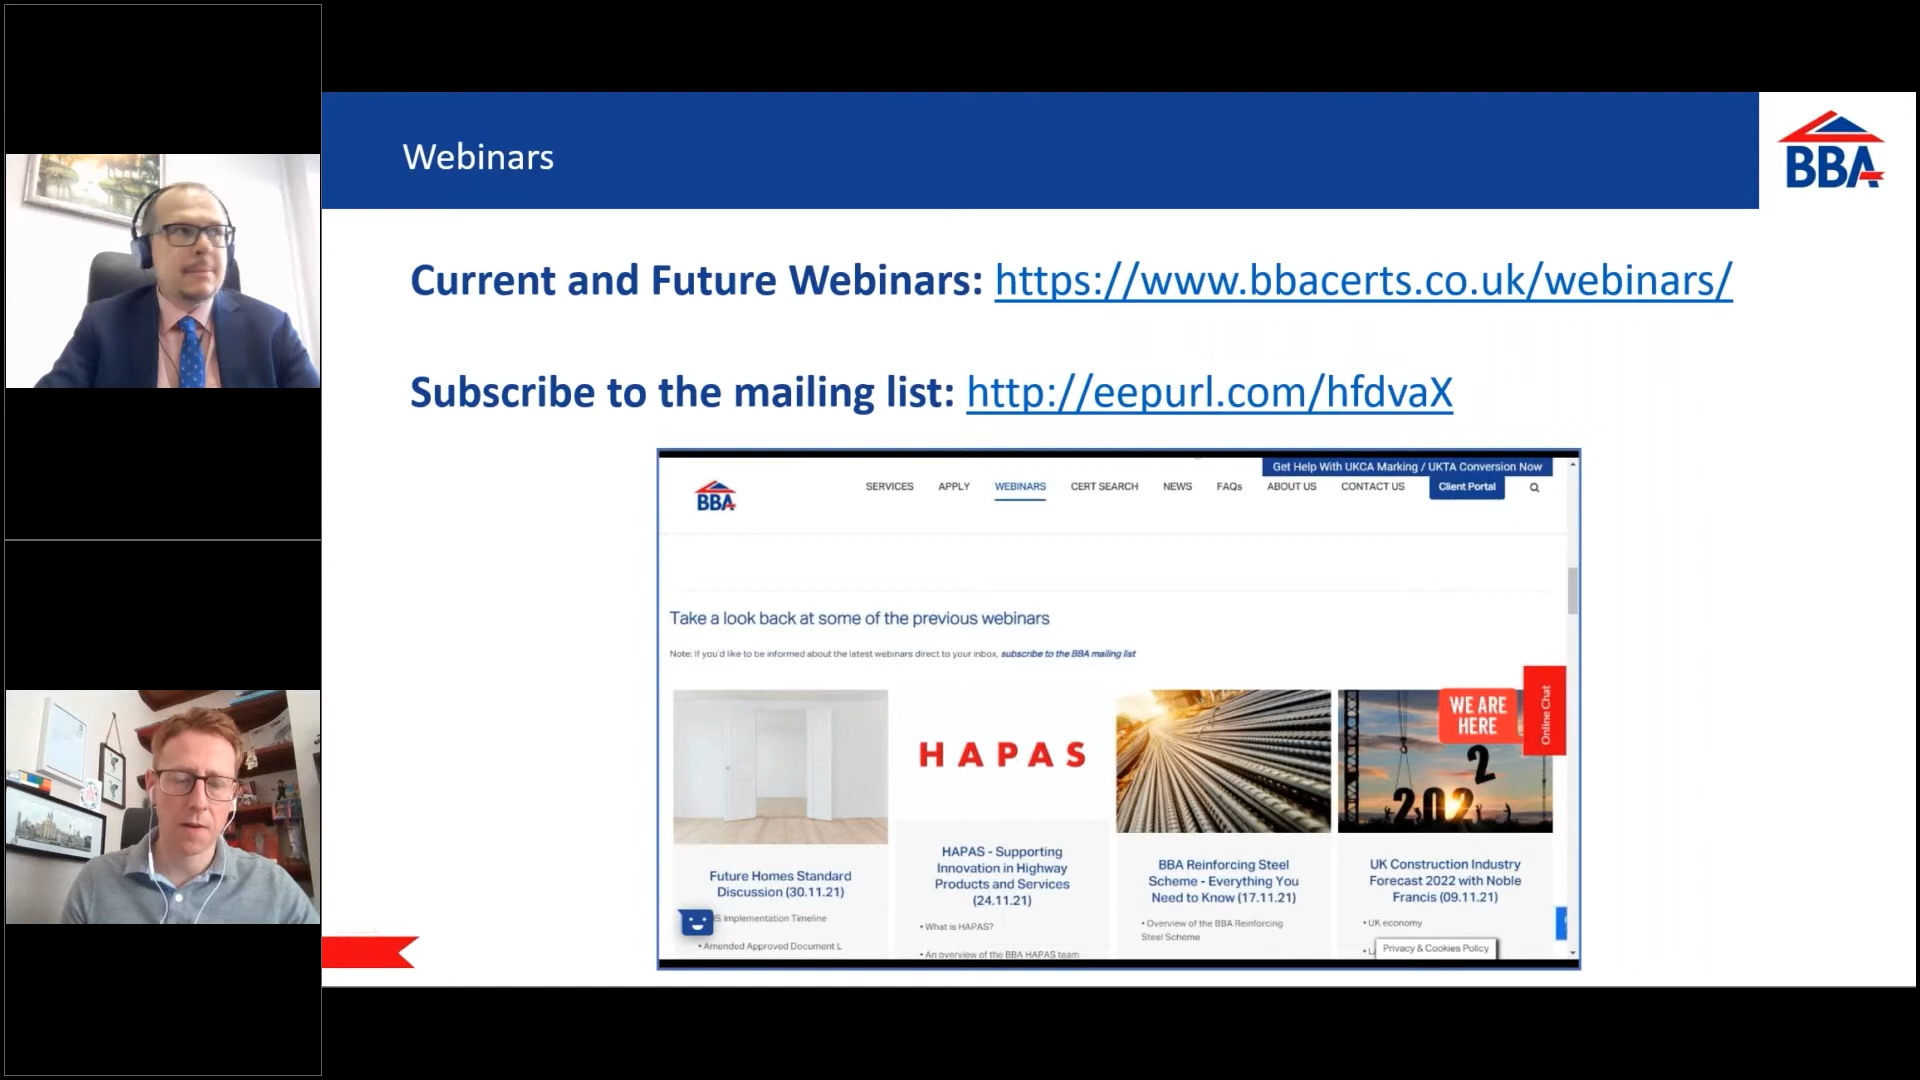 Webinars
BBA
Current and Future Webinars: https://www.bbacerts.co.uk/webinars/
Subscribe to the mailing list: http://eepurl.com/hfdvaX
Get Help With UKCA Marking / UKTA Conversion Now
BBA
SERVICES APPLY WEBINARS CERT SEARCH NEWS FAQs ABOUT US CONTACT US Client Portal
Take a look back at some of the previous webinars
Note: If you'd like to be informed about the latest webinars direct to your inbox, subscribe to the BBA mailing list
Online Chat
HAPAS
WE ARE
HERE
2
202
Future Homes Standard
Discussion (30.11.21)
S Implementation Timeline
• Amended Approved Document L
HAPAS - Supporting
Innovation in Highway
Products and Services
(24.11.21)
• What is HAPAS?
• An overview of the BBA HAPAS team
BBA Reinforcing Steel
Scheme - Everything You
Need to Know (17.11.21)
• Overview of the BBA Reinforcing
Steel Scheme
UK Construction Industry
Forecast 2022 with Noble
Francis (09.11.21)
• UK economy
Privacy & Cookies Policy